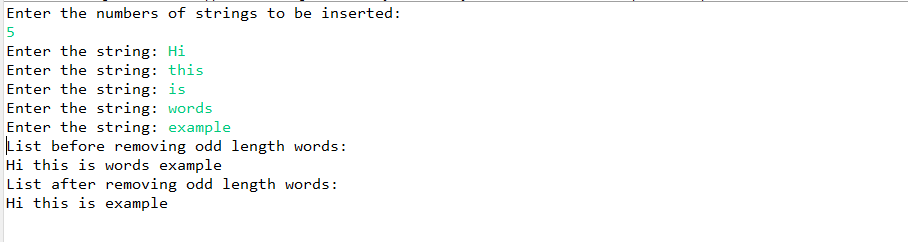 Enter the numbers of strings to be inserted:
5
Enter the string: Hi
Enter the string: this
Enter the string: is
Enter the string: words
Enter the string: example
List before removing odd length words:
Hi this is words example
List after removing odd length words:
Hi this is example